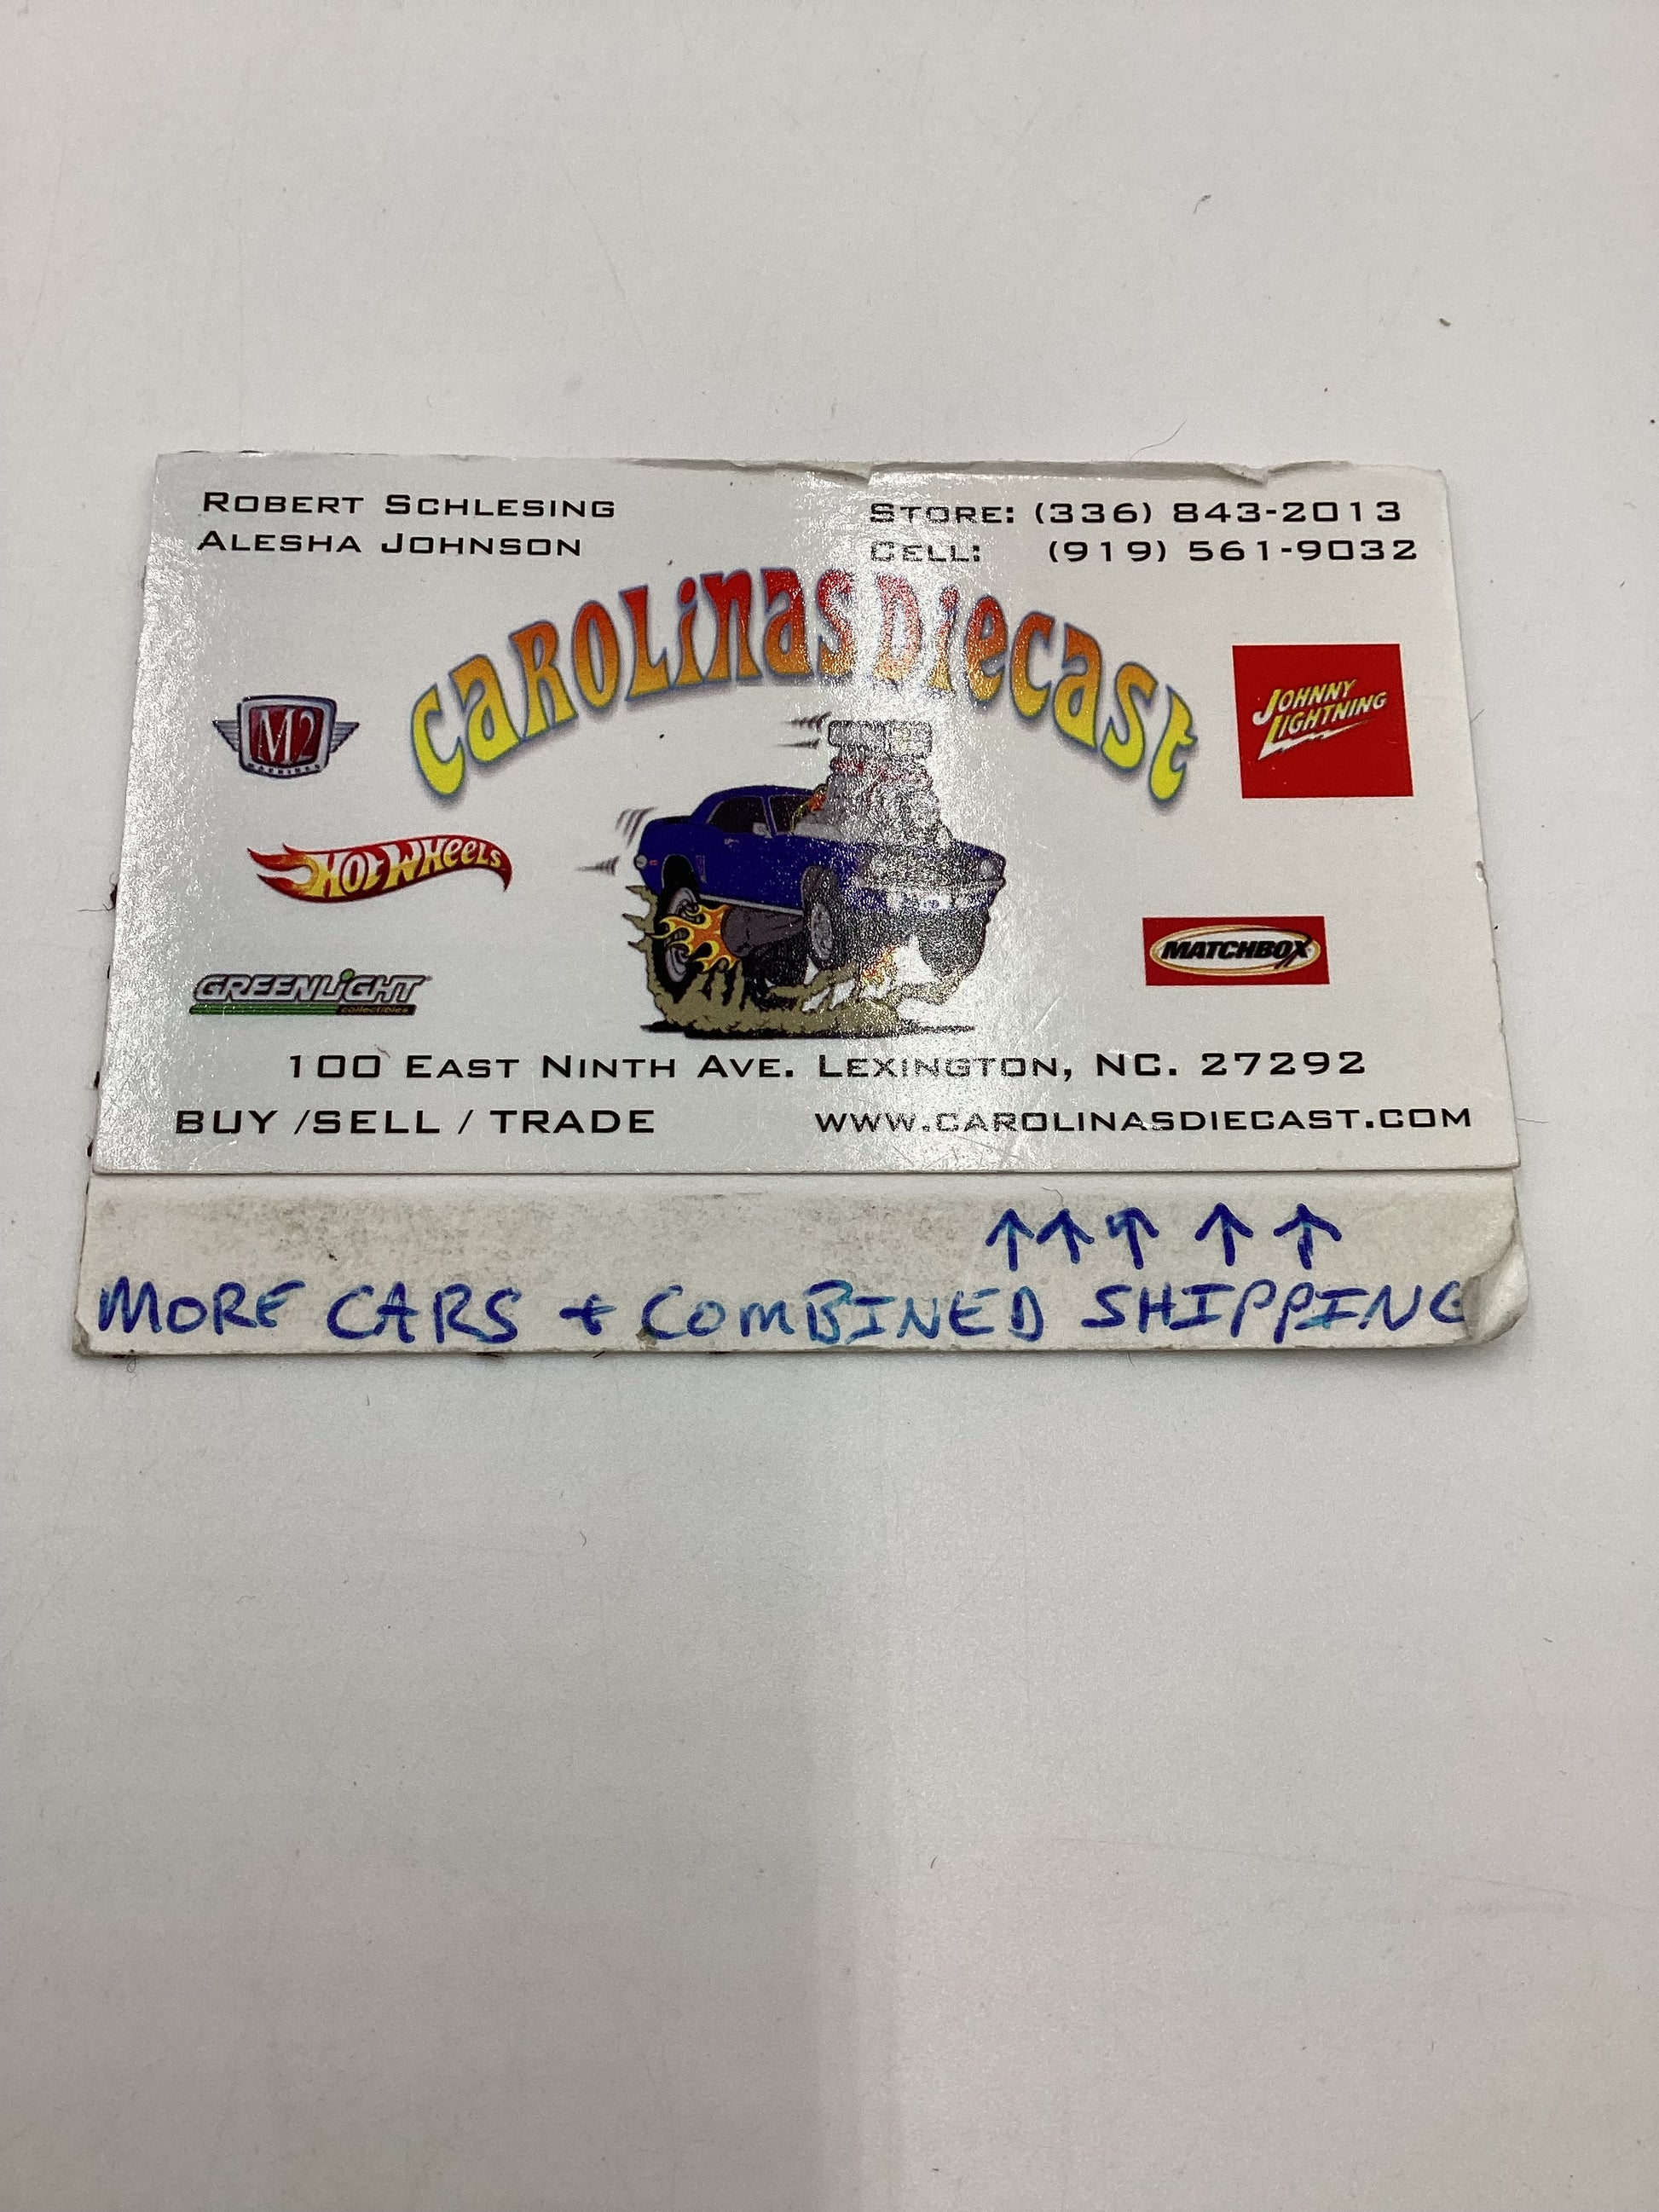 ROBERT SCHLESING
ALESHA JOHNSON
STORE: (336) 843-2013
CELL: (919) 561-9032
CAROLINAS DIECAST
M2
MACHINES
JOHNNY
LIGHTNING
HOT WHEELS
MATCHBOX
GREENLIGHT
collectibles
100 EAST NINTH AVE. LEXINGTON, NC. 27292
BUY /SELL / TRADE
WWW.CAROLINASDIECAST.COM
↑↑↑ ↑ ↑
MORE CARS + COMBINED SHIPPING